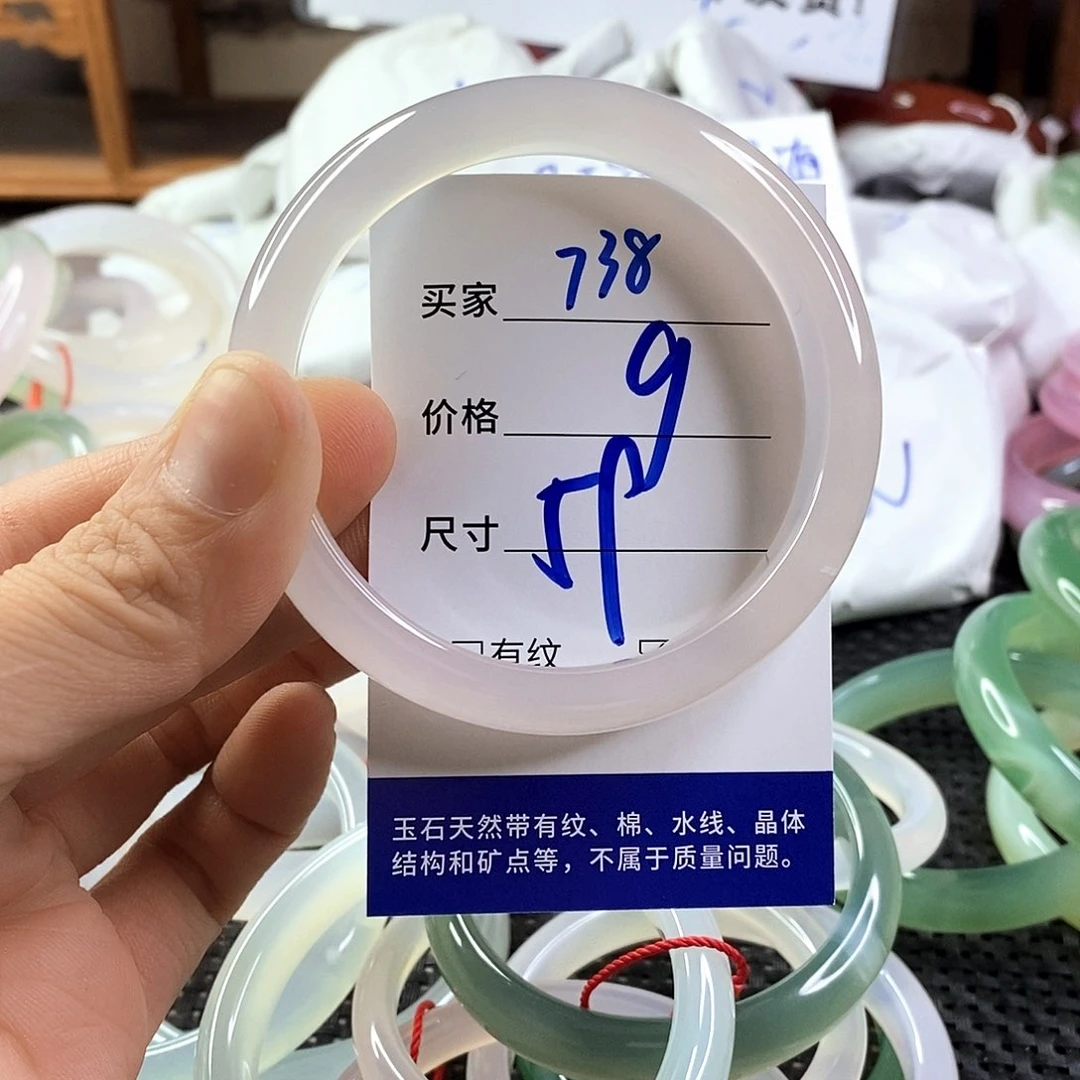 买家 738
价格 9
尺寸 57
有纹
玉石天然带有纹、棉、水线、晶体
结构和矿点等，不属于质量问题。